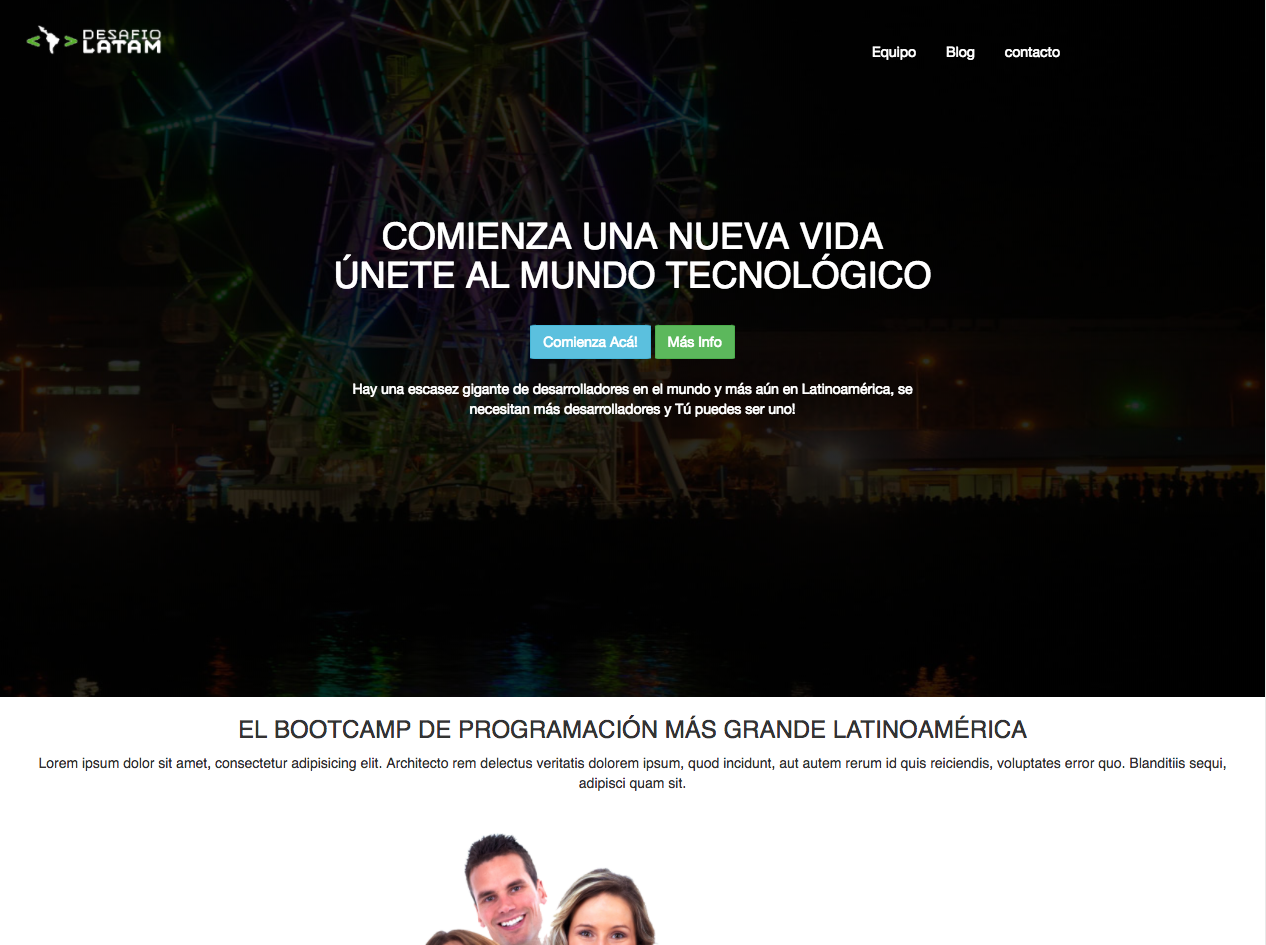 DESAFIO
LATAM
Equipo Blog contacto
COMIENZA UNA NUEVA VIDA
ÚNETE AL MUNDO TECNOLÓGICO
Comienza Acá! Más Info
Hay una escasez gigante de desarrolladores en el mundo y más aún en Latinoamérica, se
necesitan más desarrolladores y Tú puedes ser uno!
EL BOOTCAMP DE PROGRAMACIÓN MÁS GRANDE LATINOAMÉRICA
Lorem ipsum dolor sit amet, consectetur adipisicing elit. Architecto rem delectus veritatis dolorem ipsum, quod incidunt, aut autem rerum id quis reiciendis, voluptates error quo. Blanditiis sequi,
adipisci quam sit.